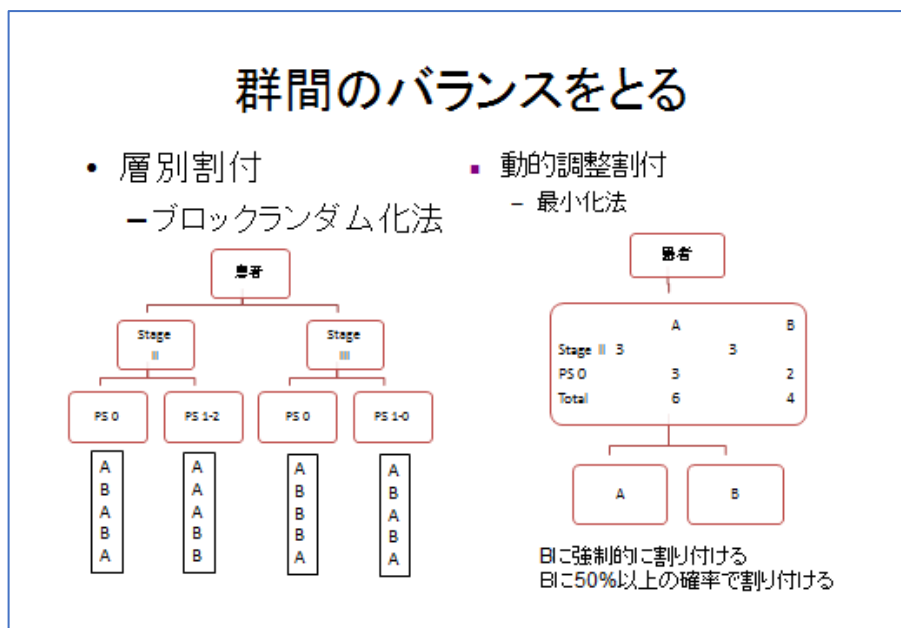 群間のバランスをとる
• 層別割付
–ブロックランダム化法
患者
Stage
II
Stage
III
PS 0
PS 1-2
PS 0
PS 1-0
A
B
A
B
A
A
A
A
B
B
A
B
B
B
A
A
B
A
B
A
▪ 動的調整割付
– 最小化法
患者
A B
Stage II 3 3
PS 0 3 2
Total 6 4
A
B
Bに強制的に割り付ける
Bに50%以上の確率で割り付ける